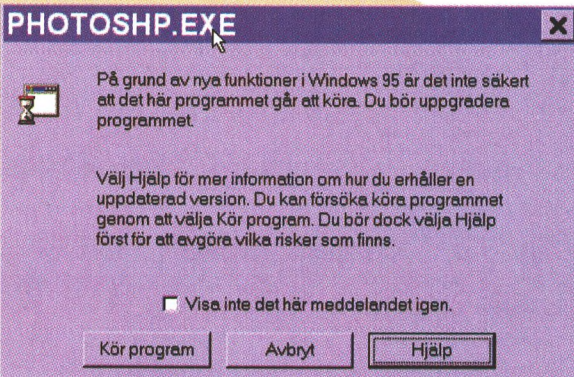 PHOTOSHP.EXE
På grund av nya funktioner i Windows 95 är det inte säkert
att det här programmet går att köra. Du bör uppgradera
programmet.
Välj Hjälp för mer information om hur du erhåller en
uppdaterad version. Du kan försöka köra programmet
genom att välja Kör program. Du bör dock välja Hjälp
först för att avgöra vilka risker som finns.
Visa inte det här meddelandet igen.
Kör program Avbryt Hjälp